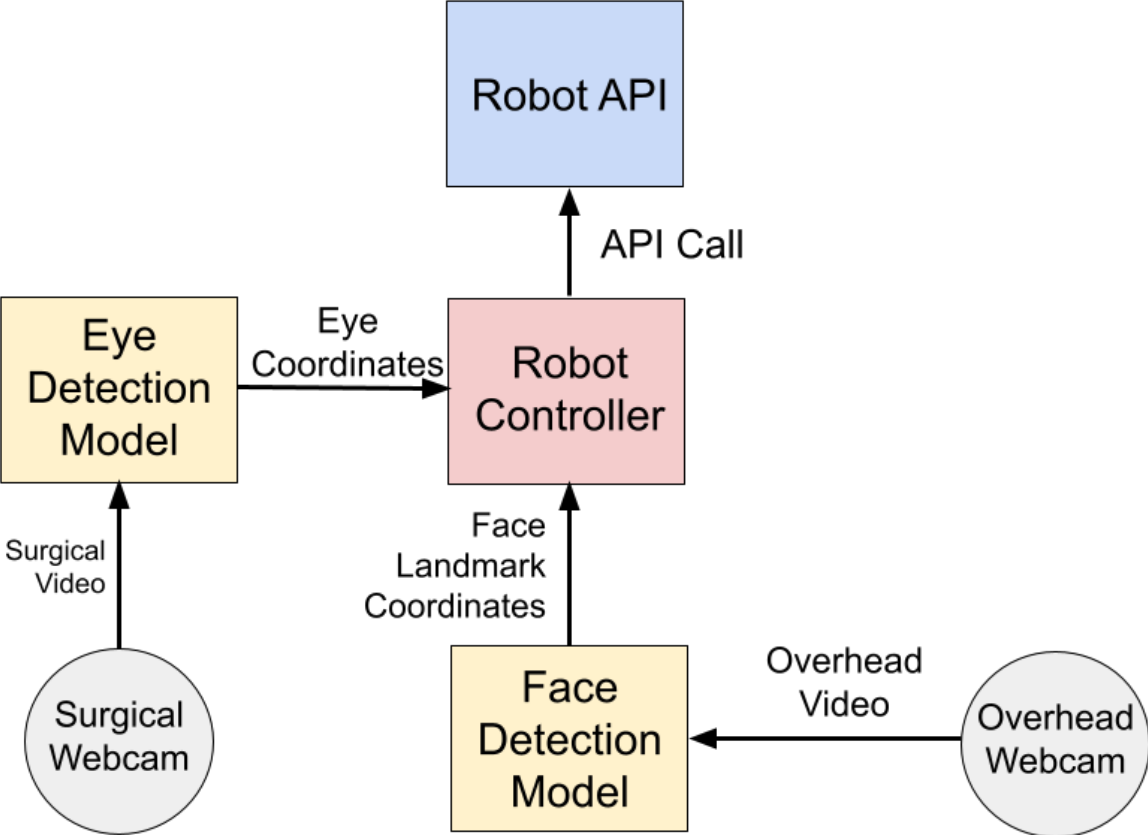 Robot API
API Call
Eye
Detection
Model
Eye
Coordinates
Robot
Controller
Surgical
Video
Face
Landmark
Coordinates
Surgical
Webcam
Face
Detection
Model
Overhead
Video
Overhead
Webcam